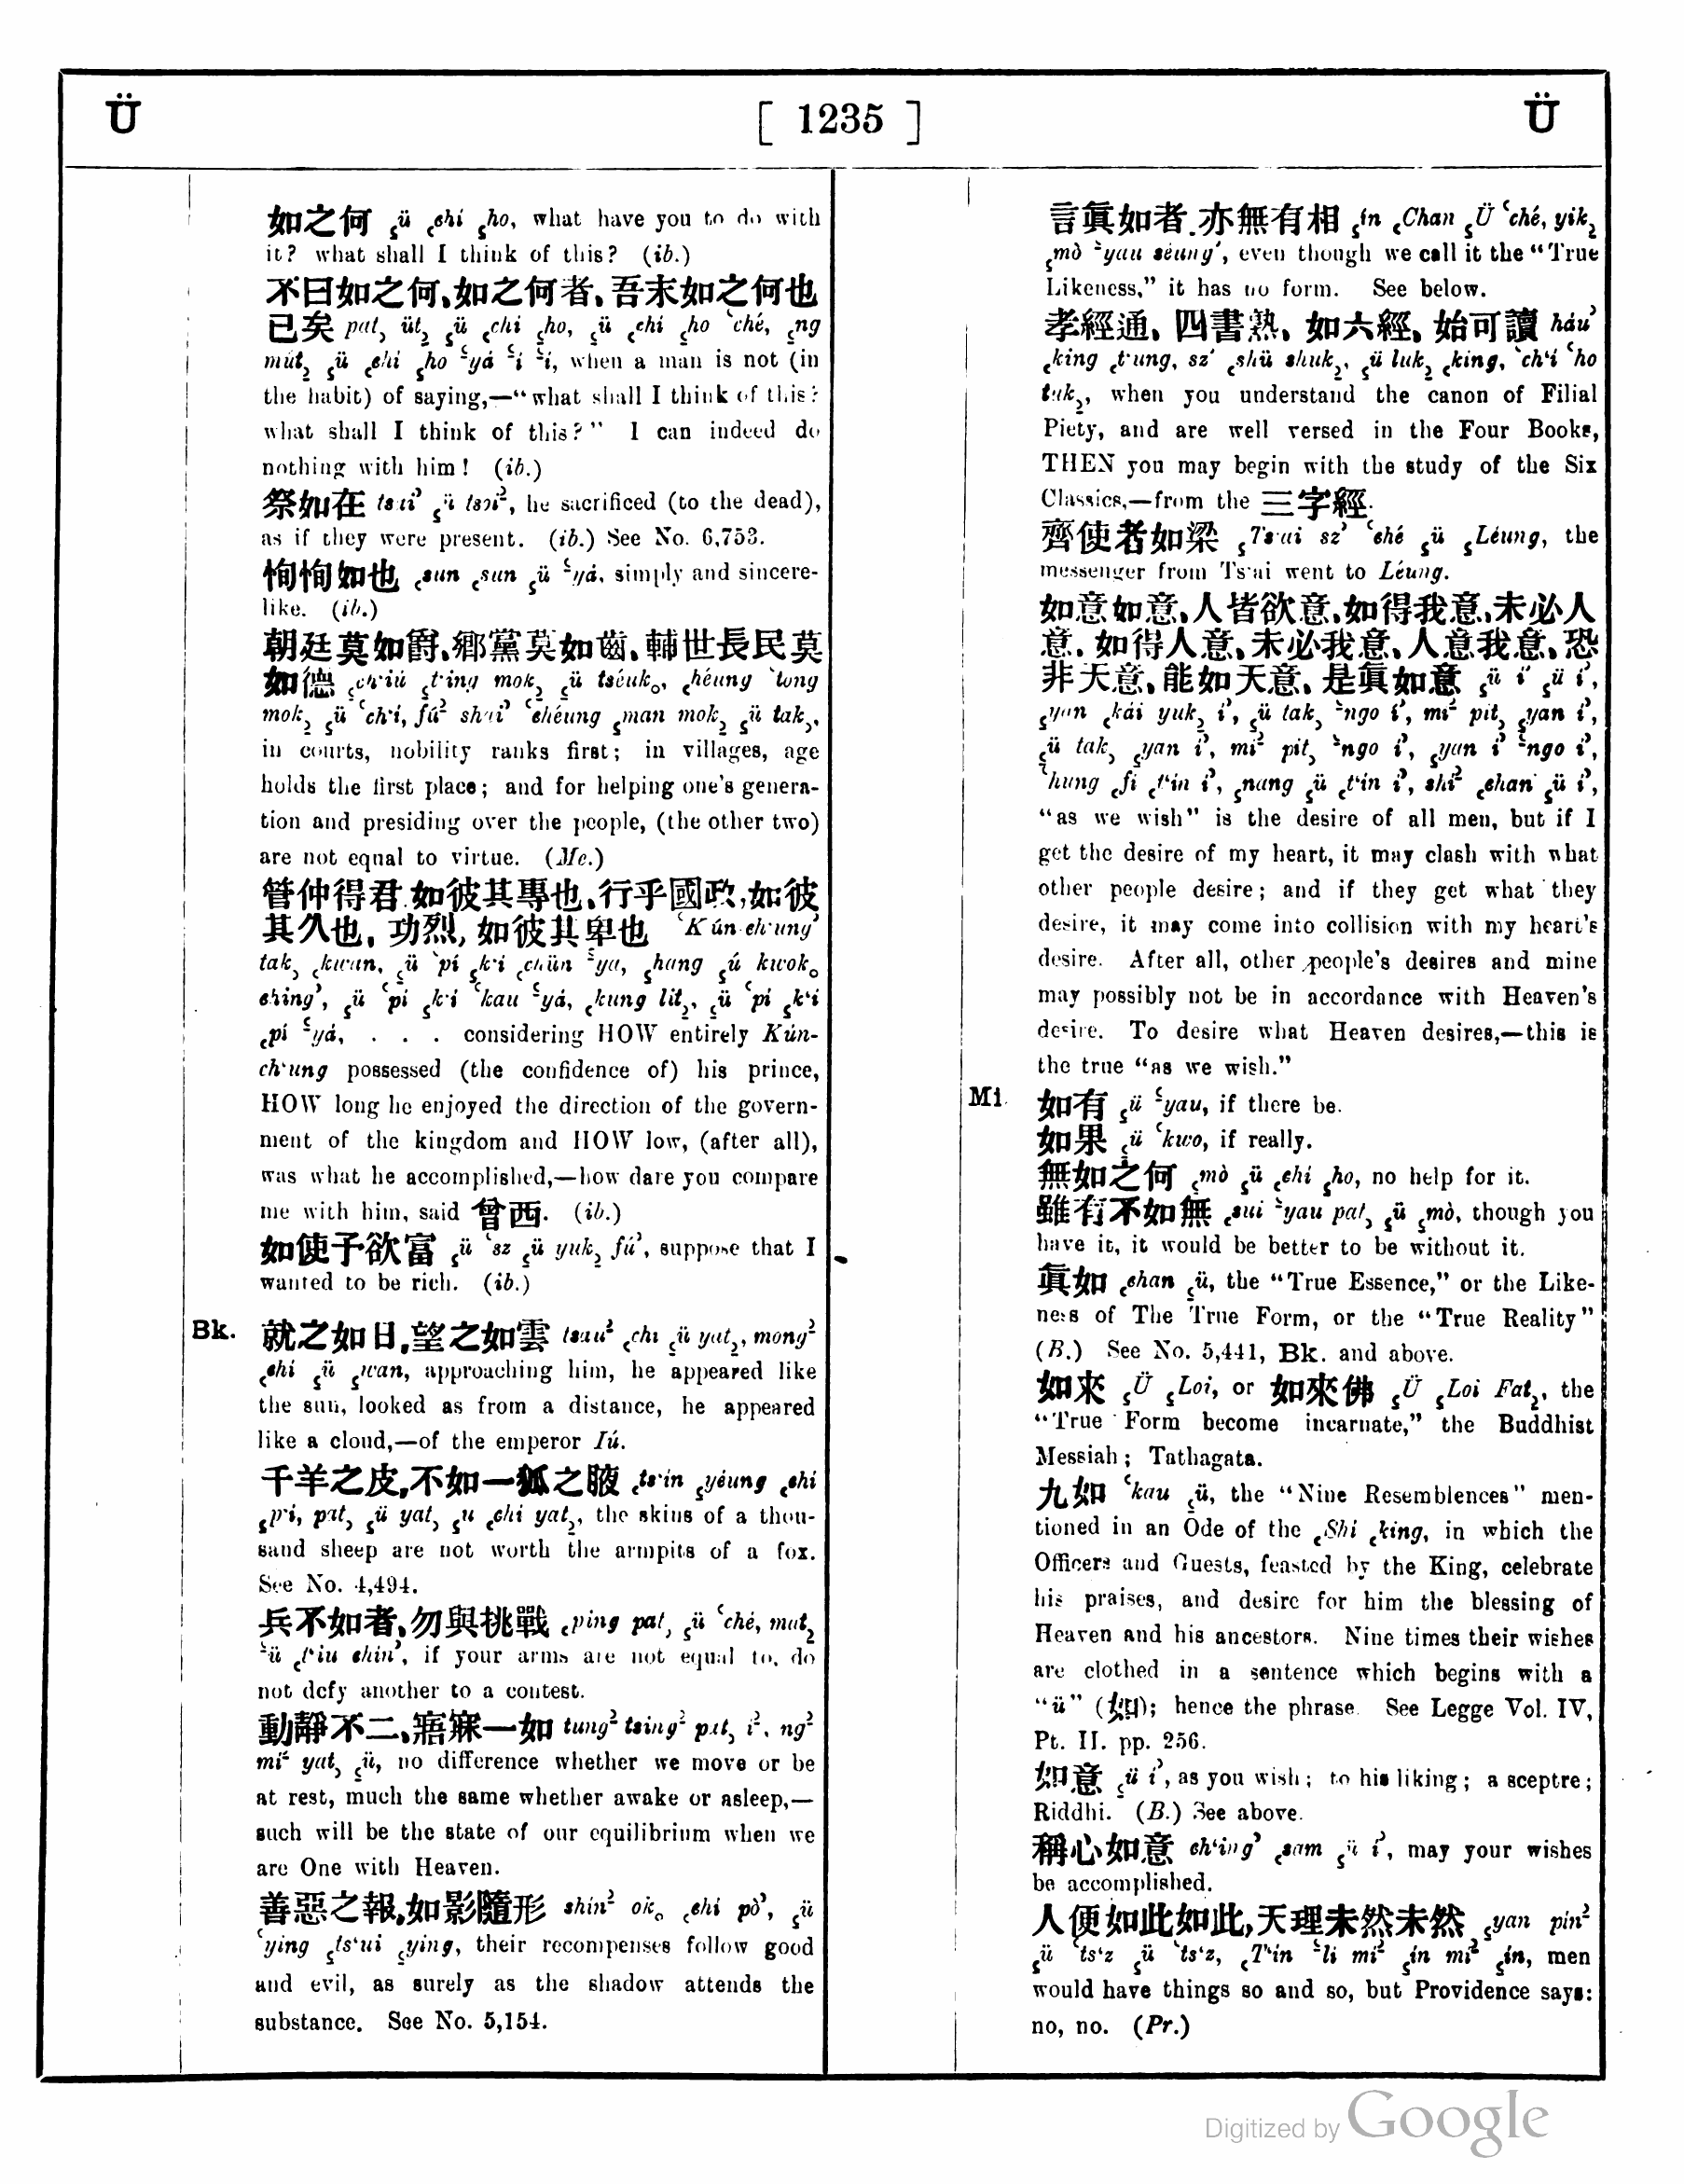 Ü [ 1235 ] Ü
如之何 ꜁ü ꜀chí ꜁ho, what have you to do with
it? what shall I think of this? (ib.)
不曰如之何、如之何者、吾末如之何也
已矣 pat, üt, ꜁ü ꜀chí ꜁ho, ꜁ü ꜀chí ꜁ho ꜂ché, ꜁ng
mút, ꜁ü ꜀chí ꜁ho ꜃yá ꜃í ꜃í, when a man is not (in
the habit) of saying,—"what shall I think of this?
what shall I think of this?" I can indeed do
nothing with him! (ib.)
祭如在 tsai꜄ ꜁ü tsoi꜅, he sacrificed (to the dead),
as if they were present. (ib.) See No. 6,753.
恂恂如也 ꜀sun ꜀sun ꜁ü ꜃yá, simply and sincere-
like. (ib.)
朝廷莫如爵、鄉黨莫如齒、輔世長民莫
如德 ꜁ch'iú ꜁t'ing mok, ꜁ü tséuk, ꜀héung ꜂tong
mok, ꜁ü ꜂ch'í, fú꜅ shai꜄ ꜂chéung ꜁man mok, ꜁ü tak,,
in courts, nobility ranks first; in villages, age
holds the first place; and for helping one's genera-
tion and presiding over the people, (the other two)
are not equal to virtue. (Me.)
管仲得君、如彼其專也、行乎國政、如彼
其久也、功烈、如彼其卑也 ꜂Kún-ch'ung꜄
tak, ꜀kwan, ꜁ü ꜂pí ꜁k'i ꜀chün ꜃ya, ꜁hang ꜁ú kwok
ching꜄, ꜁ü ꜂pí ꜁k'í ꜂kau ꜃yá, ꜀kung lit,, ꜁ü ꜂pí ꜁k'í
꜀pí ꜃yá, . . . considering HOW entirely Kún-
ch'ung possessed (the confidence of) his prince,
HOW long he enjoyed the direction of the govern-
ment of the kingdom and HOW low, (after all),
was what he accomplished,—how dare you compare
me with him, said 曾西. (ib.)
如使予欲富 ꜁ü ꜂sz ꜁ü yuk, fú꜄, suppose that I
wanted to be rich. (ib.)
Bk. 就之如日、望之如雲 tsau꜅ ꜀chi ꜁ü yat,, mong꜅
꜀chí ꜁ü ꜁wan, approaching him, he appeared like
the sun, looked as from a distance, he appeared
like a cloud,—of the emperor Iú.
千羊之皮、不如一狐之腋 ꜀ts'in ꜁yéung ꜀chí
꜁p'i, pat, ꜁ü yat, ꜁u ꜀chi yat,, the skins of a thou-
sand sheep are not worth the armpits of a fox.
See No. 4,494.
兵不如者、勿與挑戰 ꜀ping pat, ꜁ü ꜂ché, mat,
꜃ü ꜀t'iu chin꜄, if your arms are not equal to, do
not defy another to a contest.
動靜不二、寤寐一如 tung꜅ tsing꜅ pat, i꜅, ng꜅
mí꜅ yat, ꜁ü, no difference whether we move or be
at rest, much the same whether awake or asleep,—
such will be the state of our equilibrium when we
are One with Heaven.
善惡之報、如影隨形 shín꜅ ok, ꜀chí pò꜄, ꜁ü
꜂ying ꜁ts'ui ꜁ying, their recompenses follow good
and evil, as surely as the shadow attends the
substance. See No. 5,154.
言眞如者、亦無有相 ꜁ín ꜀Chan ꜁Ü ꜂ché, yik,
꜁mò ꜃yau séung꜄, even though we call it the "True
Likeness," it has no form. See below.
孝經通、四書熟、如六經、始可讀 háu꜄
꜀king ꜀t'ung, sz꜄ ꜀shü shuk,, ꜁ü luk, ꜀king, ꜂ch'í ꜂ho
tuk,, when you understand the canon of Filial
Piety, and are well versed in the Four Books,
THEN you may begin with the study of the Six
Classics,—from the 三字經.
齊使者如梁 ꜁Ts'ai sz꜄ ꜂ché ꜁ü ꜁Léung, the
messenger from Ts'ai went to Léung.
如意如意、人皆欲意、如得我意、未必人
意、如得人意、未必我意、人意我意、恐
非天意、能如天意、是眞如意 ꜁ü í꜄ ꜁ü í꜄,
꜁yan ꜀kái yuk, í꜄, ꜁ü tak, ꜃ngo í꜄, mí꜅ pit, ꜁yan í꜄,
꜁ü tak, ꜁yan í꜄, mí꜅ pit, ꜃ngo í꜄, ꜁yan í꜄ ꜃ngo í꜄,
꜂hung ꜀fi ꜀t'in í꜄, ꜁nang ꜁ü ꜀t'in í꜄, shí꜅ ꜀chan ꜁ü í꜄,
"as we wish" is the desire of all men, but if I
get the desire of my heart, it may clash with what
other people desire; and if they get what they
desire, it may come into collision with my heart's
desire. After all, other people's desires and mine
may possibly not be in accordance with Heaven's
desire. To desire what Heaven desires,—this is
the true "as we wish."
Mi. 如有 ꜁ü ꜃yau, if there be.
如果 ꜁ü ꜂kwo, if really.
無如之何 ꜁mò ꜁ü ꜀chí ꜁ho, no help for it.
雖有不如無 ꜀sui ꜃yau pat, ꜁ü ꜁mò, though you
have it, it would be better to be without it.
眞如 ꜀chan ꜁ü, the "True Essence," or the Like-
ness of The True Form, or the "True Reality"
(B.) See No. 5,441, Bk. and above.
如來 ꜁Ü ꜁Loi, or 如來佛 ꜁Ü ꜁Loi Fat,, the
"True Form become incarnate," the Buddhist
Messiah; Tathagata.
九如 ꜂kau ꜁ü, the "Nine Resemblences" men-
tioned in an Ode of the ꜀Shí ꜀king, in which the
Officers and Guests, feasted by the King, celebrate
his praises, and desire for him the blessing of
Heaven and his ancestors. Nine times their wishes
are clothed in a sentence which begins with a
"ü" (如); hence the phrase. See Legge Vol. IV,
Pt. II. pp. 256.
如意 ꜁ü í꜄, as you wish; to his liking; a sceptre;
Riddhi. (B.) See above.
稱心如意 ch'ing꜄ ꜀sam ꜁ü í꜄, may your wishes
be accomplished.
人便如此如此、天理未然未然 ꜁yan pín꜅
꜁ü ꜂ts'z ꜁ü ꜂ts'z, ꜀T'in ꜃li mí꜅ ꜁ín mí꜅ ꜁ín, men
would have things so and so, but Providence says:
no, no. (Pr.)
Digitized by Google